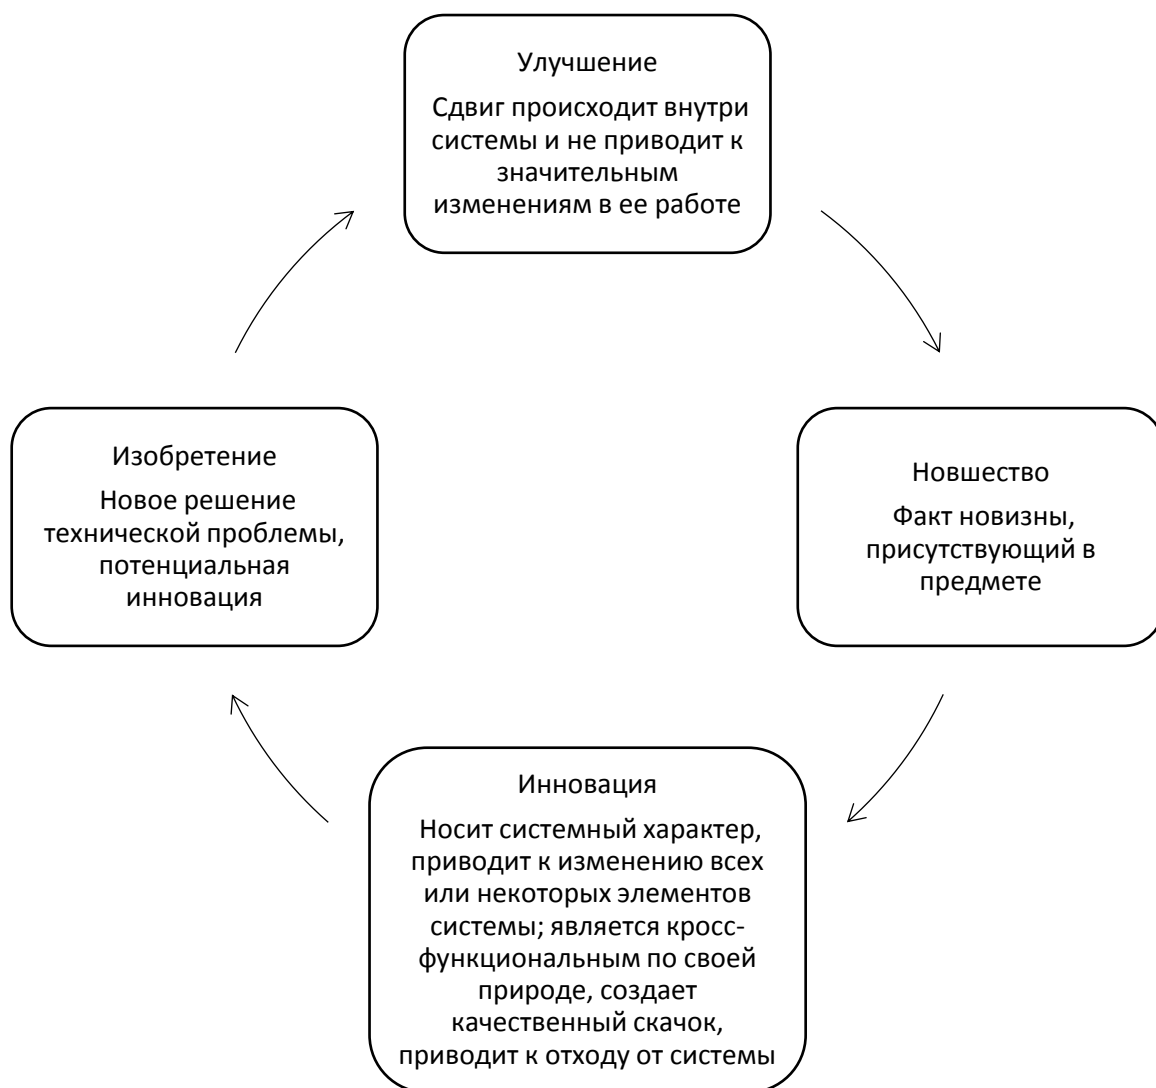 Улучшение
Сдвиг происходит внутри
системы и не приводит к
значительным
изменениям в ее работе
Изобретение
Новое решение
технической проблемы,
потенциальная
инновация
Новшество
Факт новизны,
присутствующий в
предмете
Инновация
Носит системный характер,
приводит к изменению всех
или некоторых элементов
системы; является кросс-
функциональным по своей
природе, создает
качественный скачок,
приводит к отходу от системы